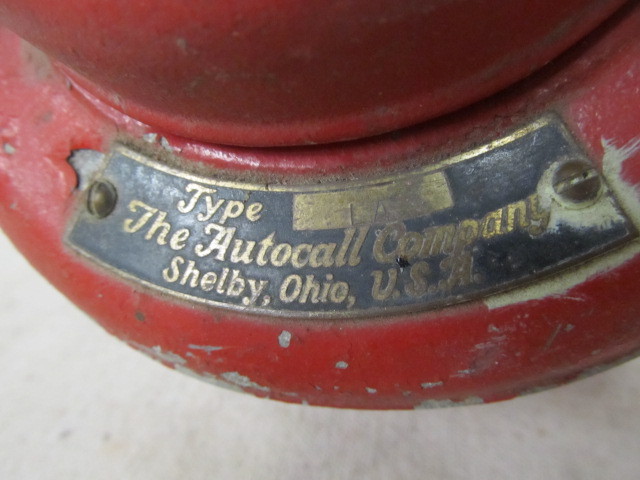 Type
The Autocall Company
Shelby, Ohio, U.S.A